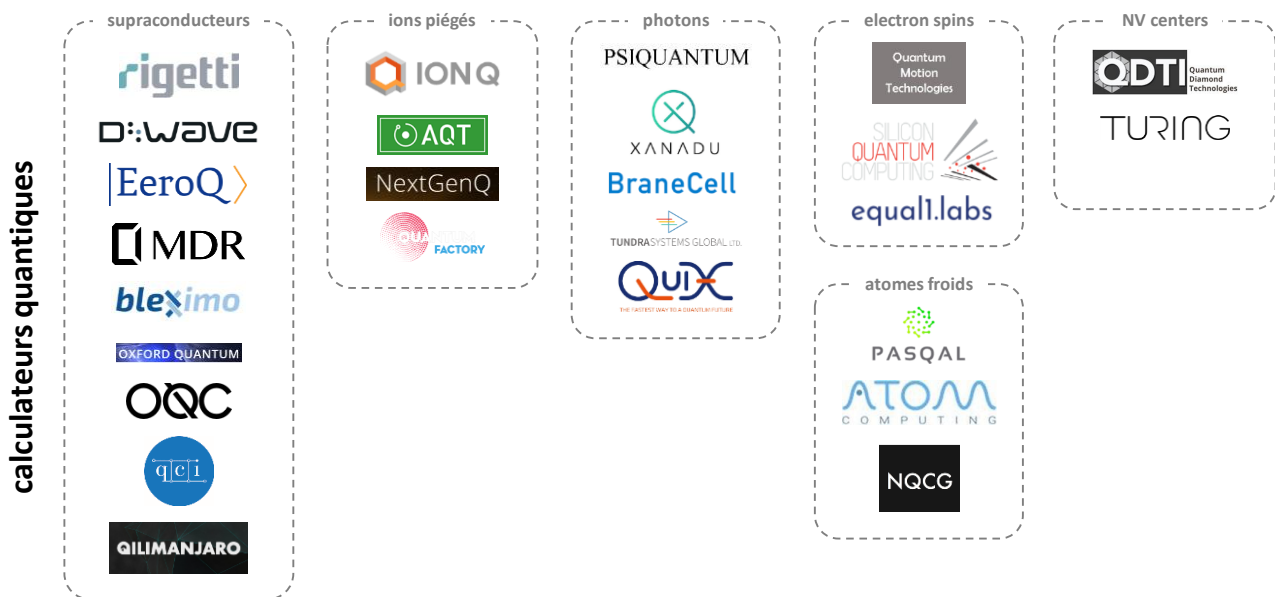 calculateurs quantiques
supraconducteurs
rigetti
D:wave
EeroQ
MDR
bleximo
OXFORD QUANTUM
OQC
qci
QILIMANJARO
ions piégés
IONQ
AQT
NextGenQ
QUANTUM
FACTORY
photons
PSIQUANTUM
XANADU
BraneCell
TUNDRASYSTEMS GLOBAL LTD.
QuiX
THE FASTEST WAY TO A QUANTUM FUTURE
electron spins
Quantum
Motion
Technologies
SILICON
QUANTUM
COMPUTING
equal1.labs
atomes froids
PASQAL
ATOM
COMPUTING
NQCG
NV centers
QDTI
Quantum
Diamond
Technologies
TURING